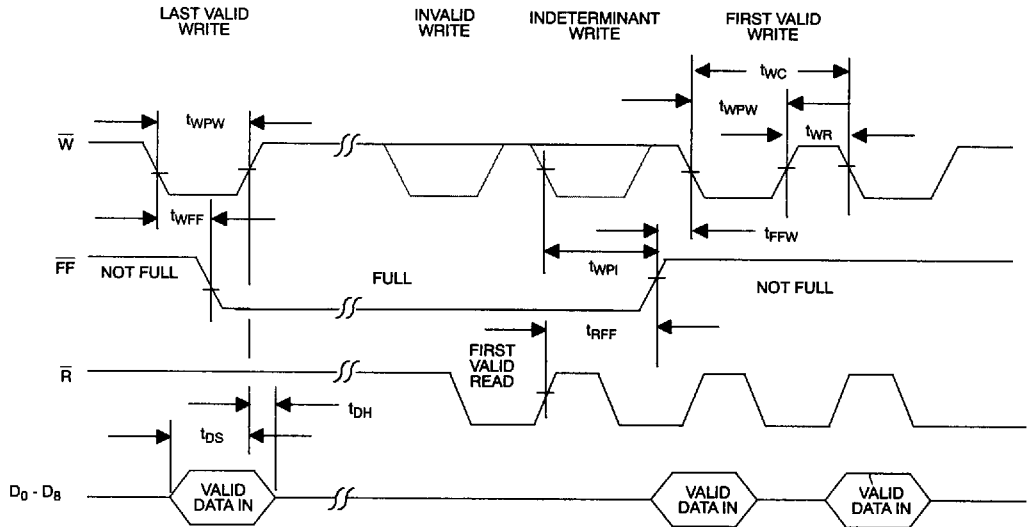 LAST VALID
WRITE
INVALID
WRITE
INDETERMINANT
WRITE
FIRST VALID
WRITE
tWC
tWPW
tWPW
tWR
W̅
tWFF
tFFW
tWPI
F̅F̅
NOT FULL
FULL
NOT FULL
tRFF
FIRST
VALID
READ
R̅
tDH
tDS
D0 - D8
VALID
DATA IN
VALID
DATA IN
VALID
DATA IN